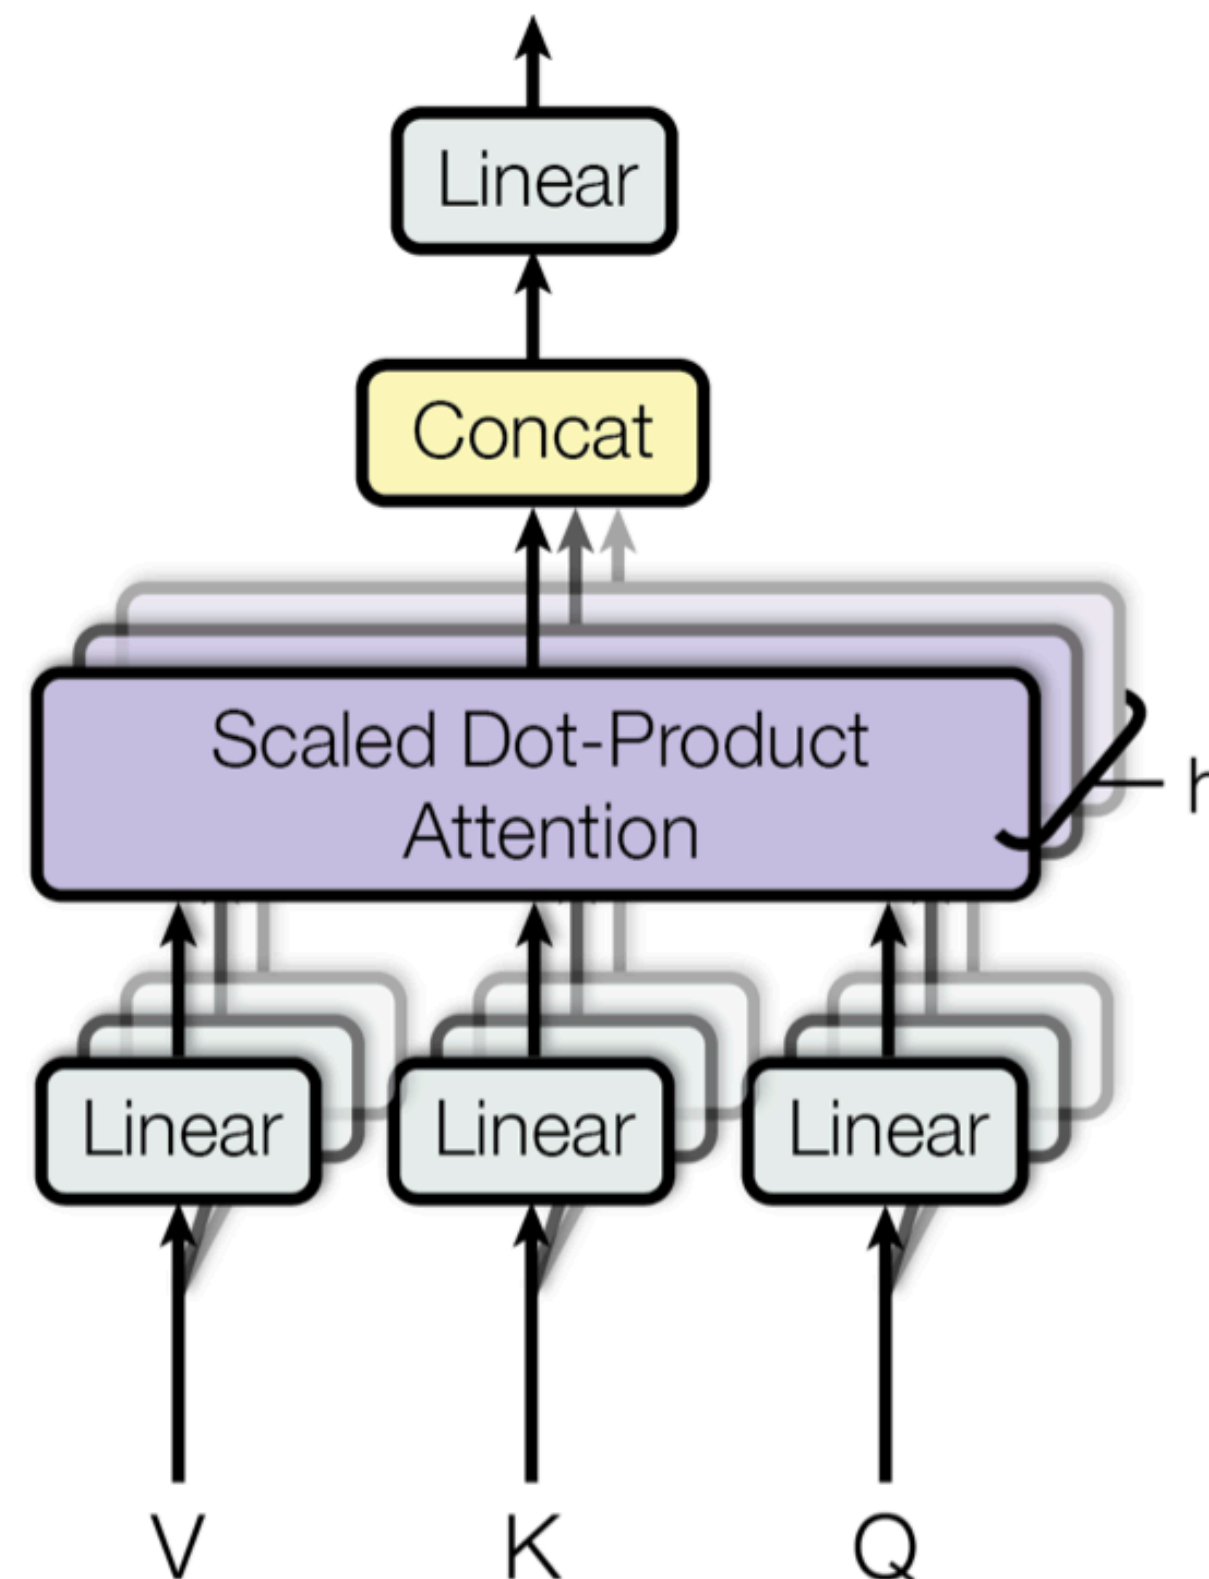 Linear
Concat
Scaled Dot-Product
Attention
h
Linear Linear Linear
V K Q